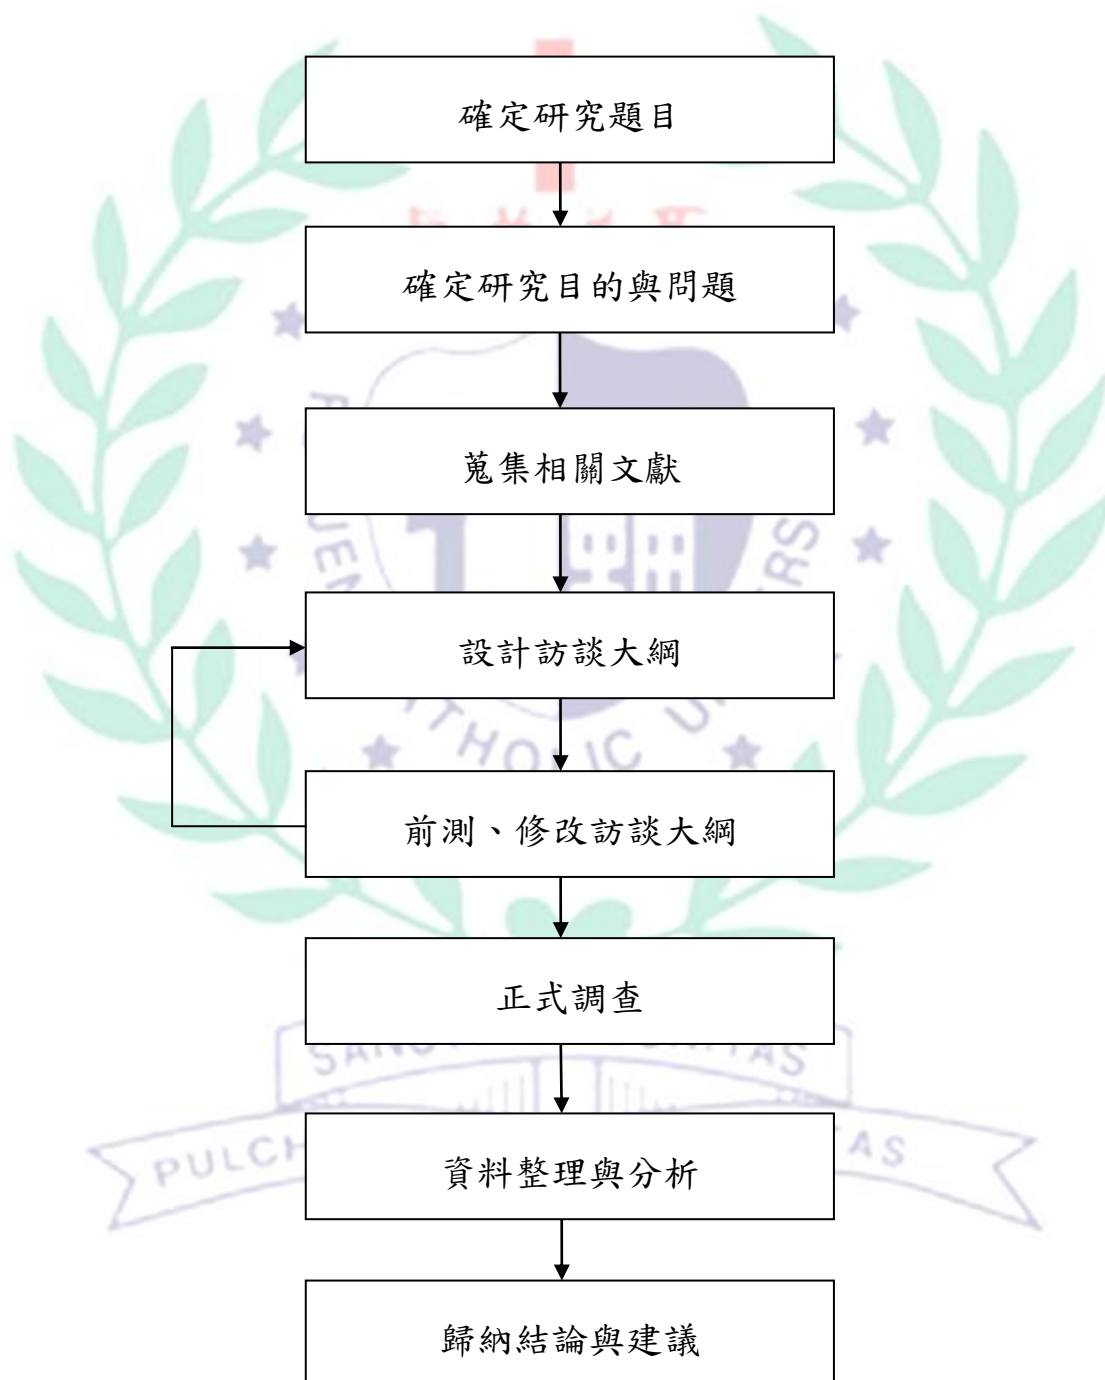 確定研究題目
確定研究目的與問題
蒐集相關文獻
設計訪談大綱
前測、修改訪談大綱
正式調查
資料整理與分析
歸納結論與建議